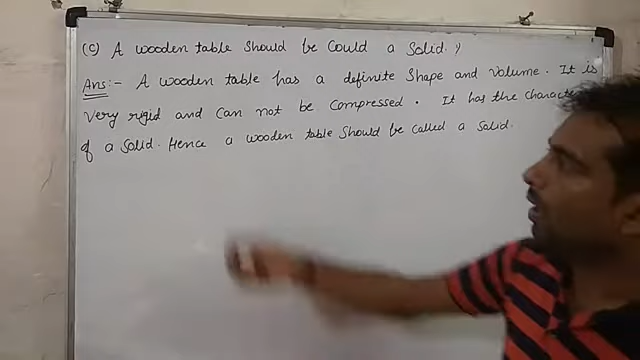 (C) A wooden table should be Could a Solid. Y
Ans:- A wooden table has a definite Shape and volume. It is
very rigid and can not be compressed. It has the characte
of a Solid. Hence a wooden table Should be called a Solid.